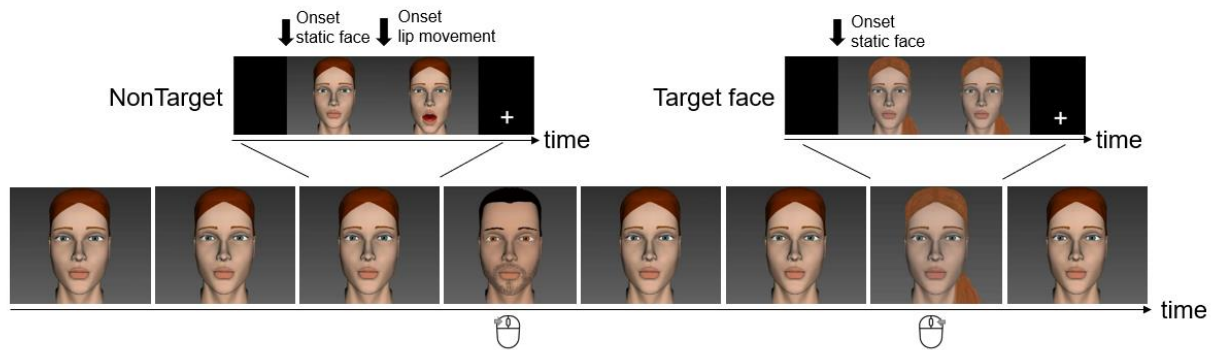 Onset
static face
Onset
lip movement
Onset
static face
NonTarget
Target face
time
time
time